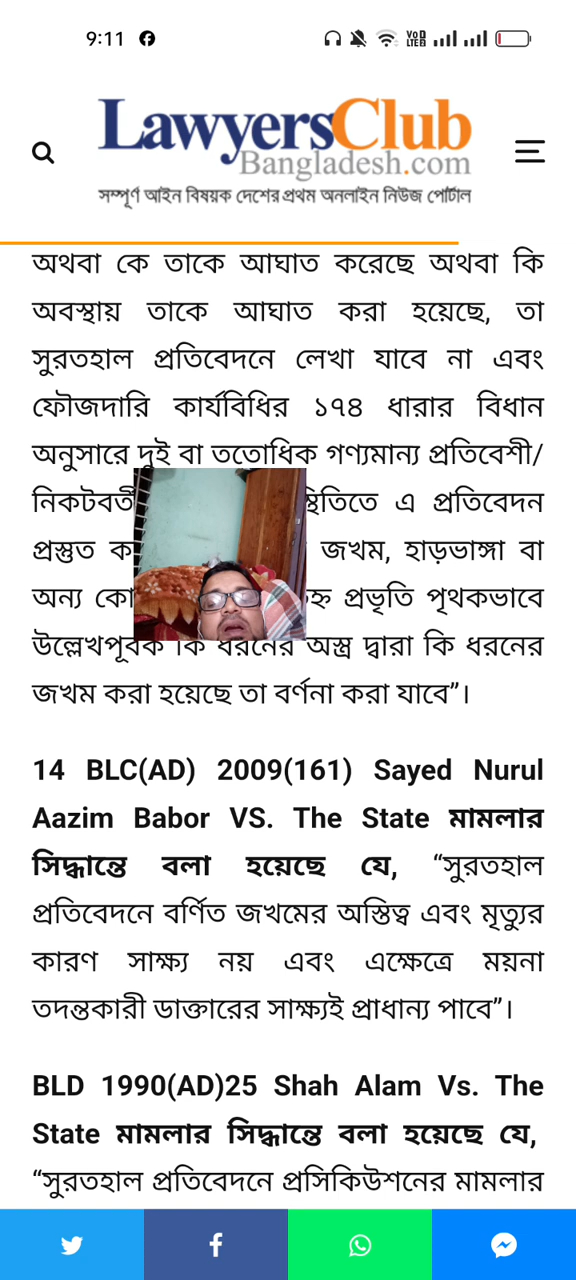 9:11
VoD LTE
LawyersClub
Bangladesh.com
সম্পূর্ণ আইন বিষয়ক দেশের প্রথম অনলাইন নিউজ পোর্টাল
অথবা কে তাকে আঘাত করেছে অথবা কি
অবস্থায় তাকে আঘাত করা হয়েছে, তা
সুরতহাল প্রতিবেদনে লেখা যাবে না এবং
ফৌজদারি কার্যবিধির ১৭৪ ধারার বিধান
অনুসারে দুই বা ততোধিক গণ্যমান্য প্রতিবেশী/
এ প্রতিবেদন
প্রস্তুত জখম, হাড়ভাঙ্গা বা
অন্য প্রভৃতি পৃথকভাবে
উল্লেখপূর্বক কি ধরনের অস্ত্র দ্বারা কি ধরনের
জখম করা হয়েছে তা বর্ণনা করা যাবে”।
14 BLC(AD) 2009(161) Sayed Nurul
Aazim Babor VS. The State মামলার
সিদ্ধান্তে বলা হয়েছে যে, “সুরতহাল
প্রতিবেদনে বর্ণিত জখমের অস্তিত্ব এবং মৃত্যুর
কারণ সাক্ষ্য নয় এবং এক্ষেত্রে ময়না
তদন্তকারী ডাক্তারের সাক্ষ্যই প্রাধান্য পাবে”।
BLD 1990(AD)25 Shah Alam Vs. The
State মামলার সিদ্ধান্তে বলা হয়েছে যে,
“সুরতহাল প্রতিবেদনে প্রসিকিউশনের মামলার